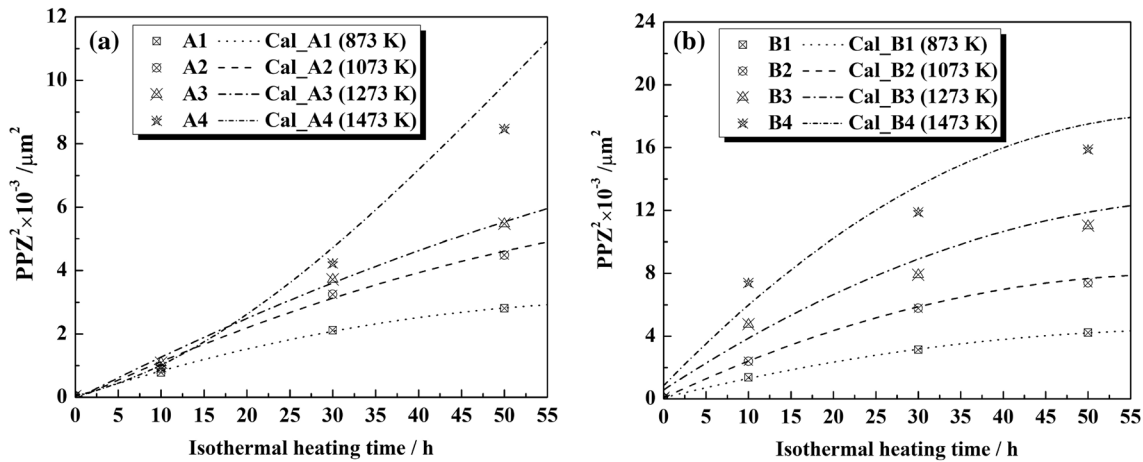 (a)
A1 Cal_A1 (873 K)
A2 Cal_A2 (1073 K)
A3 Cal_A3 (1273 K)
A4 Cal_A4 (1473 K)
12
10
8
6
4
2
0
PPZ²×10⁻³ /μm²
0 5 10 15 20 25 30 35 40 45 50 55
Isothermal heating time / h
(b)
B1 Cal_B1 (873 K)
B2 Cal_B2 (1073 K)
B3 Cal_B3 (1273 K)
B4 Cal_B4 (1473 K)
24
20
16
12
8
4
0
PPZ²×10⁻³ /μm²
0 5 10 15 20 25 30 35 40 45 50 55
Isothermal heating time / h